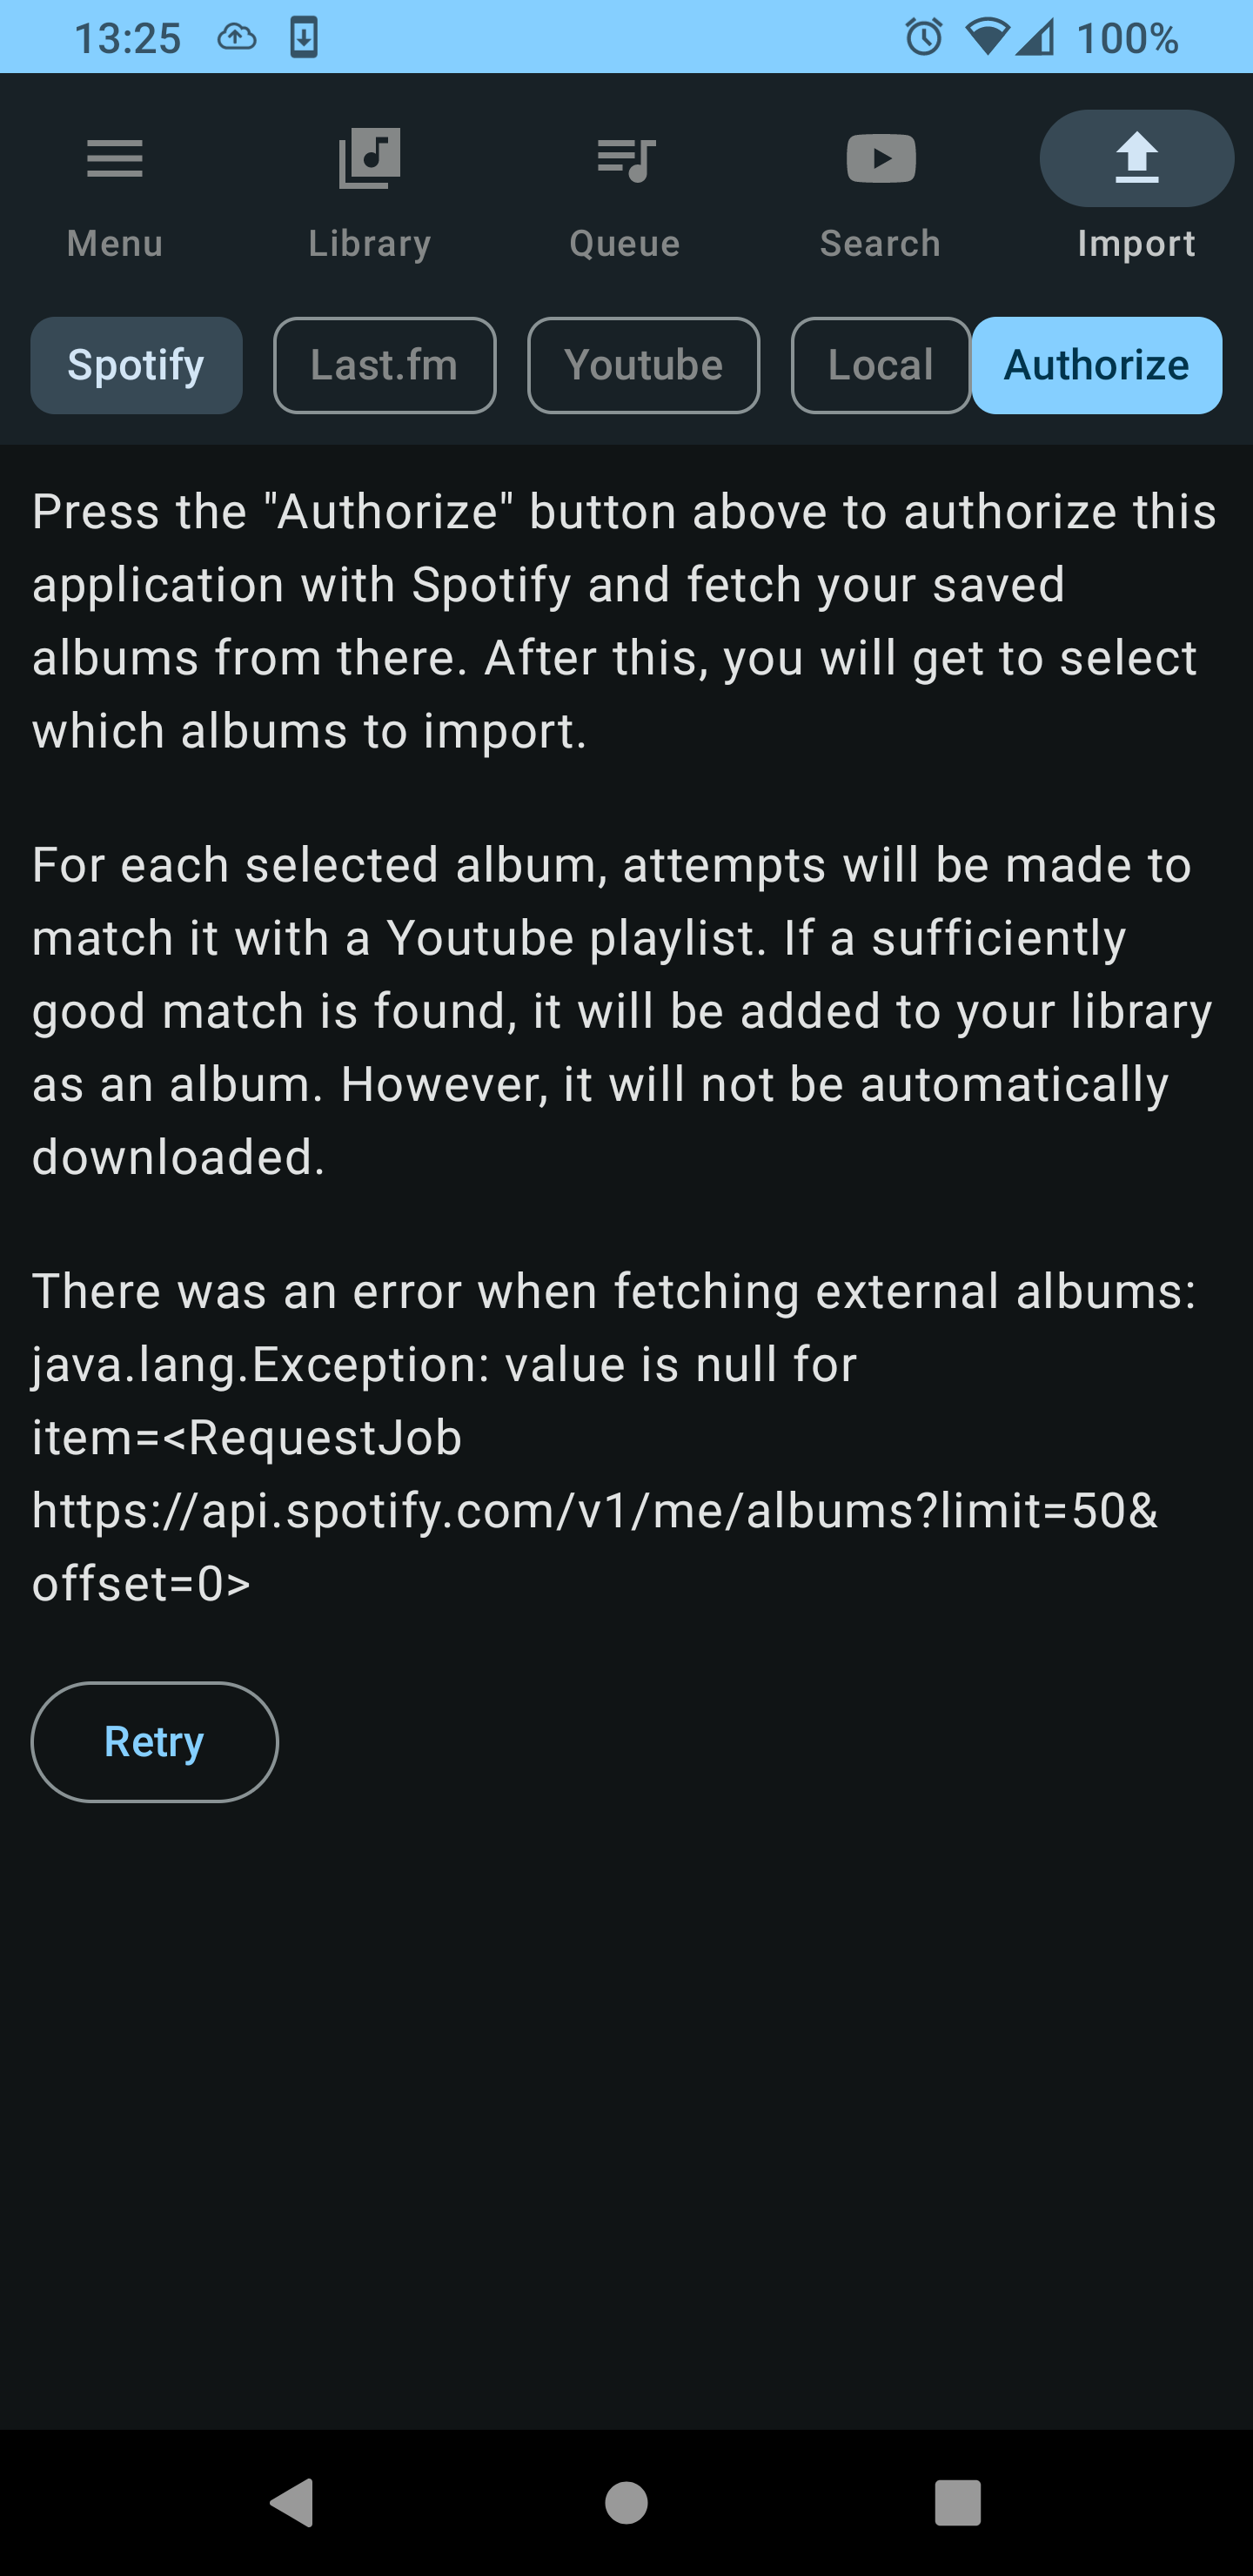 13:25
100%
Menu
Library
Queue
Search
Import
Spotify
Last.fm
Youtube
Local
Authorize
Press the "Authorize" button above to authorize this
application with Spotify and fetch your saved
albums from there. After this, you will get to select
which albums to import.
For each selected album, attempts will be made to
match it with a Youtube playlist. If a sufficiently
good match is found, it will be added to your library
as an album. However, it will not be automatically
downloaded.
There was an error when fetching external albums:
java.lang.Exception: value is null for
item=<RequestJob
https://api.spotify.com/v1/me/albums?limit=50&
offset=0>
Retry